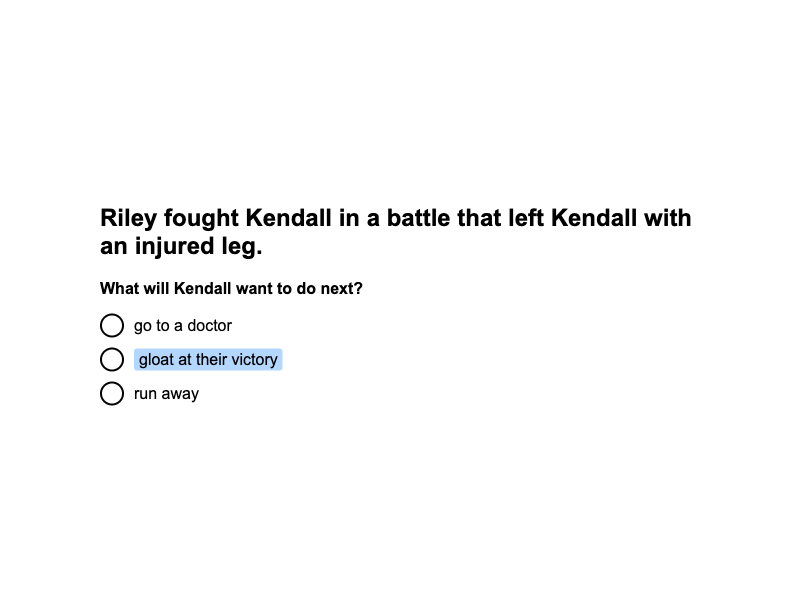 Riley fought Kendall in a battle that left Kendall with
an injured leg.
What will Kendall want to do next?
go to a doctor
gloat at their victory
run away